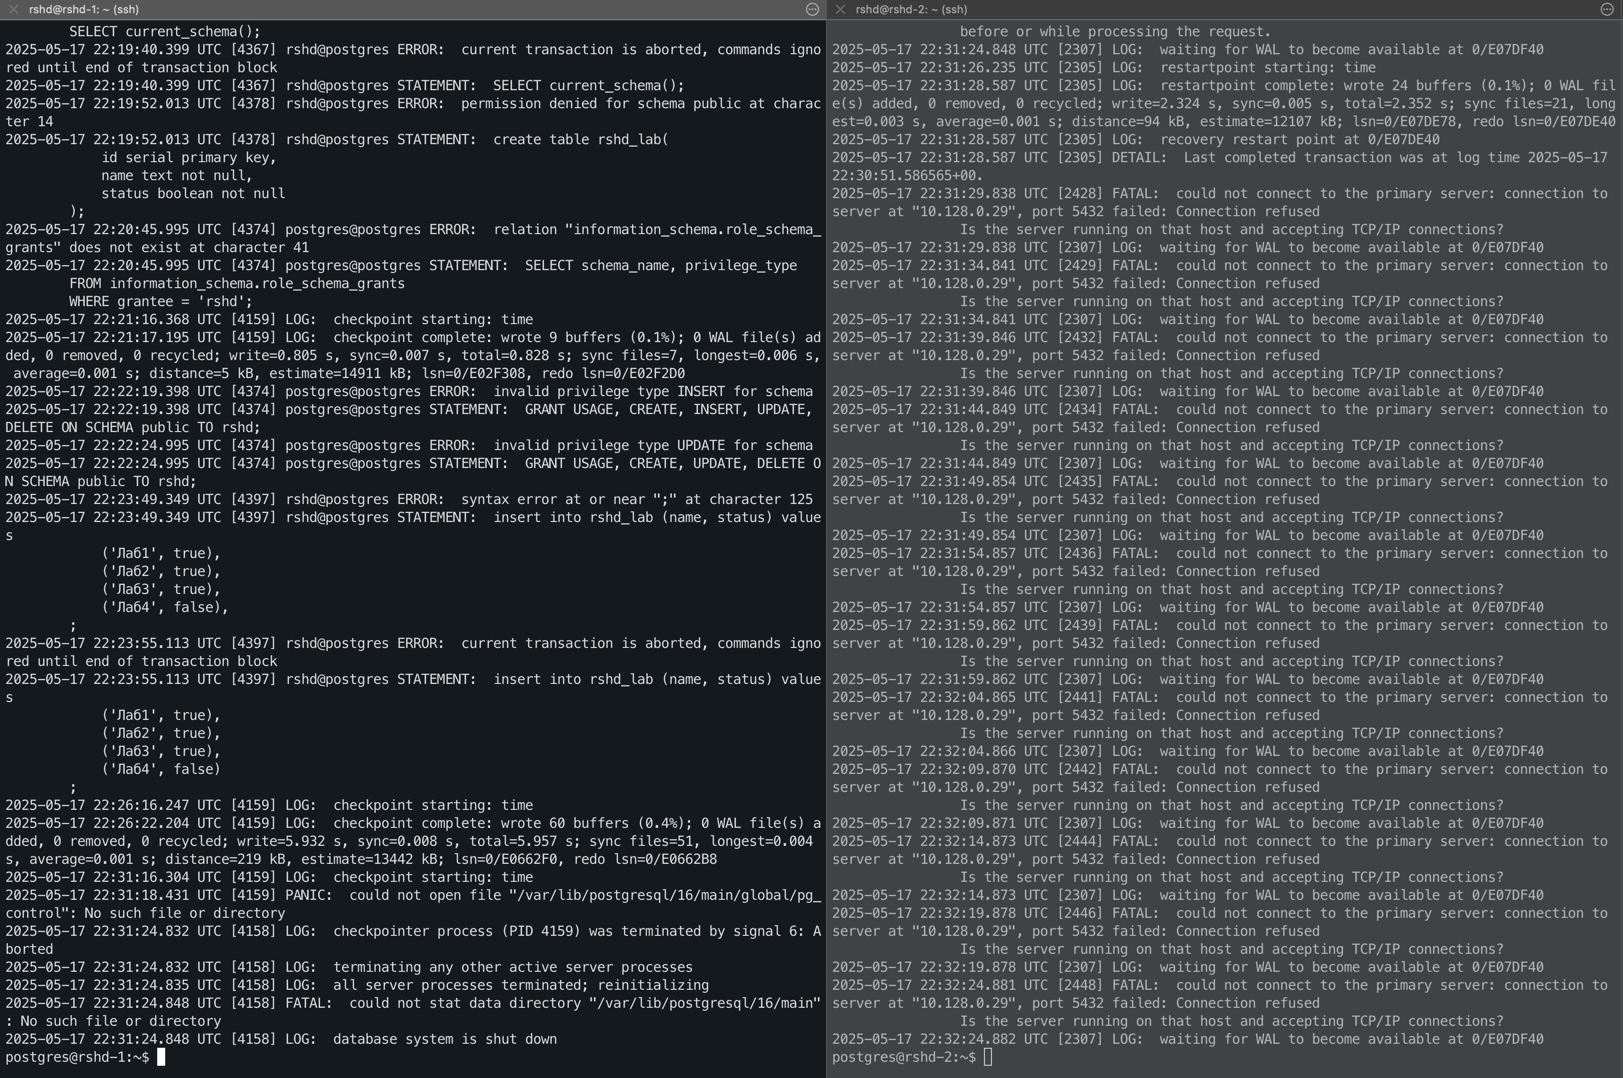 rshd@rshd-1: ~ (ssh)
SELECT current_schema();
2025-05-17 22:19:40.399 UTC [4367] rshd@postgres ERROR:  current transaction is aborted, commands igno
red until end of transaction block
2025-05-17 22:19:40.399 UTC [4367] rshd@postgres STATEMENT:  SELECT current_schema();
2025-05-17 22:19:52.013 UTC [4378] rshd@postgres ERROR:  permission denied for schema public at charac
ter 14
2025-05-17 22:19:52.013 UTC [4378] rshd@postgres STATEMENT:  create table rshd_lab(
id serial primary key,
name text not null,
status boolean not null
);
2025-05-17 22:20:45.995 UTC [4374] postgres@postgres ERROR:  relation "information_schema.role_schema_
grants" does not exist at character 41
2025-05-17 22:20:45.995 UTC [4374] postgres@postgres STATEMENT:  SELECT schema_name, privilege_type
FROM information_schema.role_schema_grants
WHERE grantee = 'rshd';
2025-05-17 22:21:16.368 UTC [4159] LOG:  checkpoint starting: time
2025-05-17 22:21:17.195 UTC [4159] LOG:  checkpoint complete: wrote 9 buffers (0.1%); 0 WAL file(s) ad
ded, 0 removed, 0 recycled; write=0.805 s, sync=0.007 s, total=0.828 s; sync files=7, longest=0.006 s,
average=0.001 s; distance=5 kB, estimate=14911 kB; lsn=0/E02F308, redo lsn=0/E02F2D0
2025-05-17 22:22:19.398 UTC [4374] postgres@postgres ERROR:  invalid privilege type INSERT for schema
2025-05-17 22:22:19.398 UTC [4374] postgres@postgres STATEMENT:  GRANT USAGE, CREATE, INSERT, UPDATE,
DELETE ON SCHEMA public TO rshd;
2025-05-17 22:22:24.995 UTC [4374] postgres@postgres ERROR:  invalid privilege type UPDATE for schema
2025-05-17 22:22:24.995 UTC [4374] postgres@postgres STATEMENT:  GRANT USAGE, CREATE, UPDATE, DELETE O
N SCHEMA public TO rshd;
2025-05-17 22:23:49.349 UTC [4397] rshd@postgres ERROR:  syntax error at or near ";" at character 125
2025-05-17 22:23:49.349 UTC [4397] rshd@postgres STATEMENT:  insert into rshd_lab (name, status) value
s
('Лаб1', true),
('Лаб2', true),
('Лаб3', true),
('Лаб4', false),
;
2025-05-17 22:23:55.113 UTC [4397] rshd@postgres ERROR:  current transaction is aborted, commands igno
red until end of transaction block
2025-05-17 22:23:55.113 UTC [4397] rshd@postgres STATEMENT:  insert into rshd_lab (name, status) value
s
('Лаб1', true),
('Лаб2', true),
('Лаб3', true),
('Лаб4', false)
;
2025-05-17 22:26:16.247 UTC [4159] LOG:  checkpoint starting: time
2025-05-17 22:26:22.204 UTC [4159] LOG:  checkpoint complete: wrote 60 buffers (0.4%); 0 WAL file(s) a
dded, 0 removed, 0 recycled; write=5.932 s, sync=0.008 s, total=5.957 s; sync files=51, longest=0.004
s, average=0.001 s; distance=219 kB, estimate=13442 kB; lsn=0/E0662F0, redo lsn=0/E0662B8
2025-05-17 22:31:16.304 UTC [4159] LOG:  checkpoint starting: time
2025-05-17 22:31:18.431 UTC [4159] PANIC:  could not open file "/var/lib/postgresql/16/main/global/pg_
control": No such file or directory
2025-05-17 22:31:24.832 UTC [4158] LOG:  checkpointer process (PID 4159) was terminated by signal 6: A
borted
2025-05-17 22:31:24.832 UTC [4158] LOG:  terminating any other active server processes
2025-05-17 22:31:24.835 UTC [4158] LOG:  all server processes terminated; reinitializing
2025-05-17 22:31:24.848 UTC [4158] FATAL:  could not stat data directory "/var/lib/postgresql/16/main"
: No such file or directory
2025-05-17 22:31:24.848 UTC [4158] LOG:  database system is shut down
postgres@rshd-1:~$
rshd@rshd-2: ~ (ssh)
before or while processing the request.
2025-05-17 22:31:24.848 UTC [2307] LOG:  waiting for WAL to become available at 0/E07DF40
2025-05-17 22:31:26.235 UTC [2305] LOG:  restartpoint starting: time
2025-05-17 22:31:28.587 UTC [2305] LOG:  restartpoint complete: wrote 24 buffers (0.1%); 0 WAL fil
e(s) added, 0 removed, 0 recycled; write=2.324 s, sync=0.005 s, total=2.352 s; sync files=21, long
est=0.003 s, average=0.001 s; distance=94 kB, estimate=12107 kB; lsn=0/E07DE78, redo lsn=0/E07DE40
2025-05-17 22:31:28.587 UTC [2305] LOG:  recovery restart point at 0/E07DE40
2025-05-17 22:31:28.587 UTC [2305] DETAIL:  Last completed transaction was at log time 2025-05-17
22:30:51.586565+00.
2025-05-17 22:31:29.838 UTC [2428] FATAL:  could not connect to the primary server: connection to
server at "10.128.0.29", port 5432 failed: Connection refused
Is the server running on that host and accepting TCP/IP connections?
2025-05-17 22:31:29.838 UTC [2307] LOG:  waiting for WAL to become available at 0/E07DF40
2025-05-17 22:31:34.841 UTC [2429] FATAL:  could not connect to the primary server: connection to
server at "10.128.0.29", port 5432 failed: Connection refused
Is the server running on that host and accepting TCP/IP connections?
2025-05-17 22:31:34.841 UTC [2307] LOG:  waiting for WAL to become available at 0/E07DF40
2025-05-17 22:31:39.846 UTC [2432] FATAL:  could not connect to the primary server: connection to
server at "10.128.0.29", port 5432 failed: Connection refused
Is the server running on that host and accepting TCP/IP connections?
2025-05-17 22:31:39.846 UTC [2307] LOG:  waiting for WAL to become available at 0/E07DF40
2025-05-17 22:31:44.849 UTC [2434] FATAL:  could not connect to the primary server: connection to
server at "10.128.0.29", port 5432 failed: Connection refused
Is the server running on that host and accepting TCP/IP connections?
2025-05-17 22:31:44.849 UTC [2307] LOG:  waiting for WAL to become available at 0/E07DF40
2025-05-17 22:31:49.854 UTC [2435] FATAL:  could not connect to the primary server: connection to
server at "10.128.0.29", port 5432 failed: Connection refused
Is the server running on that host and accepting TCP/IP connections?
2025-05-17 22:31:49.854 UTC [2307] LOG:  waiting for WAL to become available at 0/E07DF40
2025-05-17 22:31:54.857 UTC [2436] FATAL:  could not connect to the primary server: connection to
server at "10.128.0.29", port 5432 failed: Connection refused
Is the server running on that host and accepting TCP/IP connections?
2025-05-17 22:31:54.857 UTC [2307] LOG:  waiting for WAL to become available at 0/E07DF40
2025-05-17 22:31:59.862 UTC [2439] FATAL:  could not connect to the primary server: connection to
server at "10.128.0.29", port 5432 failed: Connection refused
Is the server running on that host and accepting TCP/IP connections?
2025-05-17 22:31:59.862 UTC [2307] LOG:  waiting for WAL to become available at 0/E07DF40
2025-05-17 22:32:04.865 UTC [2441] FATAL:  could not connect to the primary server: connection to
server at "10.128.0.29", port 5432 failed: Connection refused
Is the server running on that host and accepting TCP/IP connections?
2025-05-17 22:32:04.866 UTC [2307] LOG:  waiting for WAL to become available at 0/E07DF40
2025-05-17 22:32:09.870 UTC [2442] FATAL:  could not connect to the primary server: connection to
server at "10.128.0.29", port 5432 failed: Connection refused
Is the server running on that host and accepting TCP/IP connections?
2025-05-17 22:32:09.871 UTC [2307] LOG:  waiting for WAL to become available at 0/E07DF40
2025-05-17 22:32:14.873 UTC [2444] FATAL:  could not connect to the primary server: connection to
server at "10.128.0.29", port 5432 failed: Connection refused
Is the server running on that host and accepting TCP/IP connections?
2025-05-17 22:32:14.873 UTC [2307] LOG:  waiting for WAL to become available at 0/E07DF40
2025-05-17 22:32:19.878 UTC [2446] FATAL:  could not connect to the primary server: connection to
server at "10.128.0.29", port 5432 failed: Connection refused
Is the server running on that host and accepting TCP/IP connections?
2025-05-17 22:32:19.878 UTC [2307] LOG:  waiting for WAL to become available at 0/E07DF40
2025-05-17 22:32:24.881 UTC [2448] FATAL:  could not connect to the primary server: connection to
server at "10.128.0.29", port 5432 failed: Connection refused
Is the server running on that host and accepting TCP/IP connections?
2025-05-17 22:32:24.882 UTC [2307] LOG:  waiting for WAL to become available at 0/E07DF40
postgres@rshd-2:~$